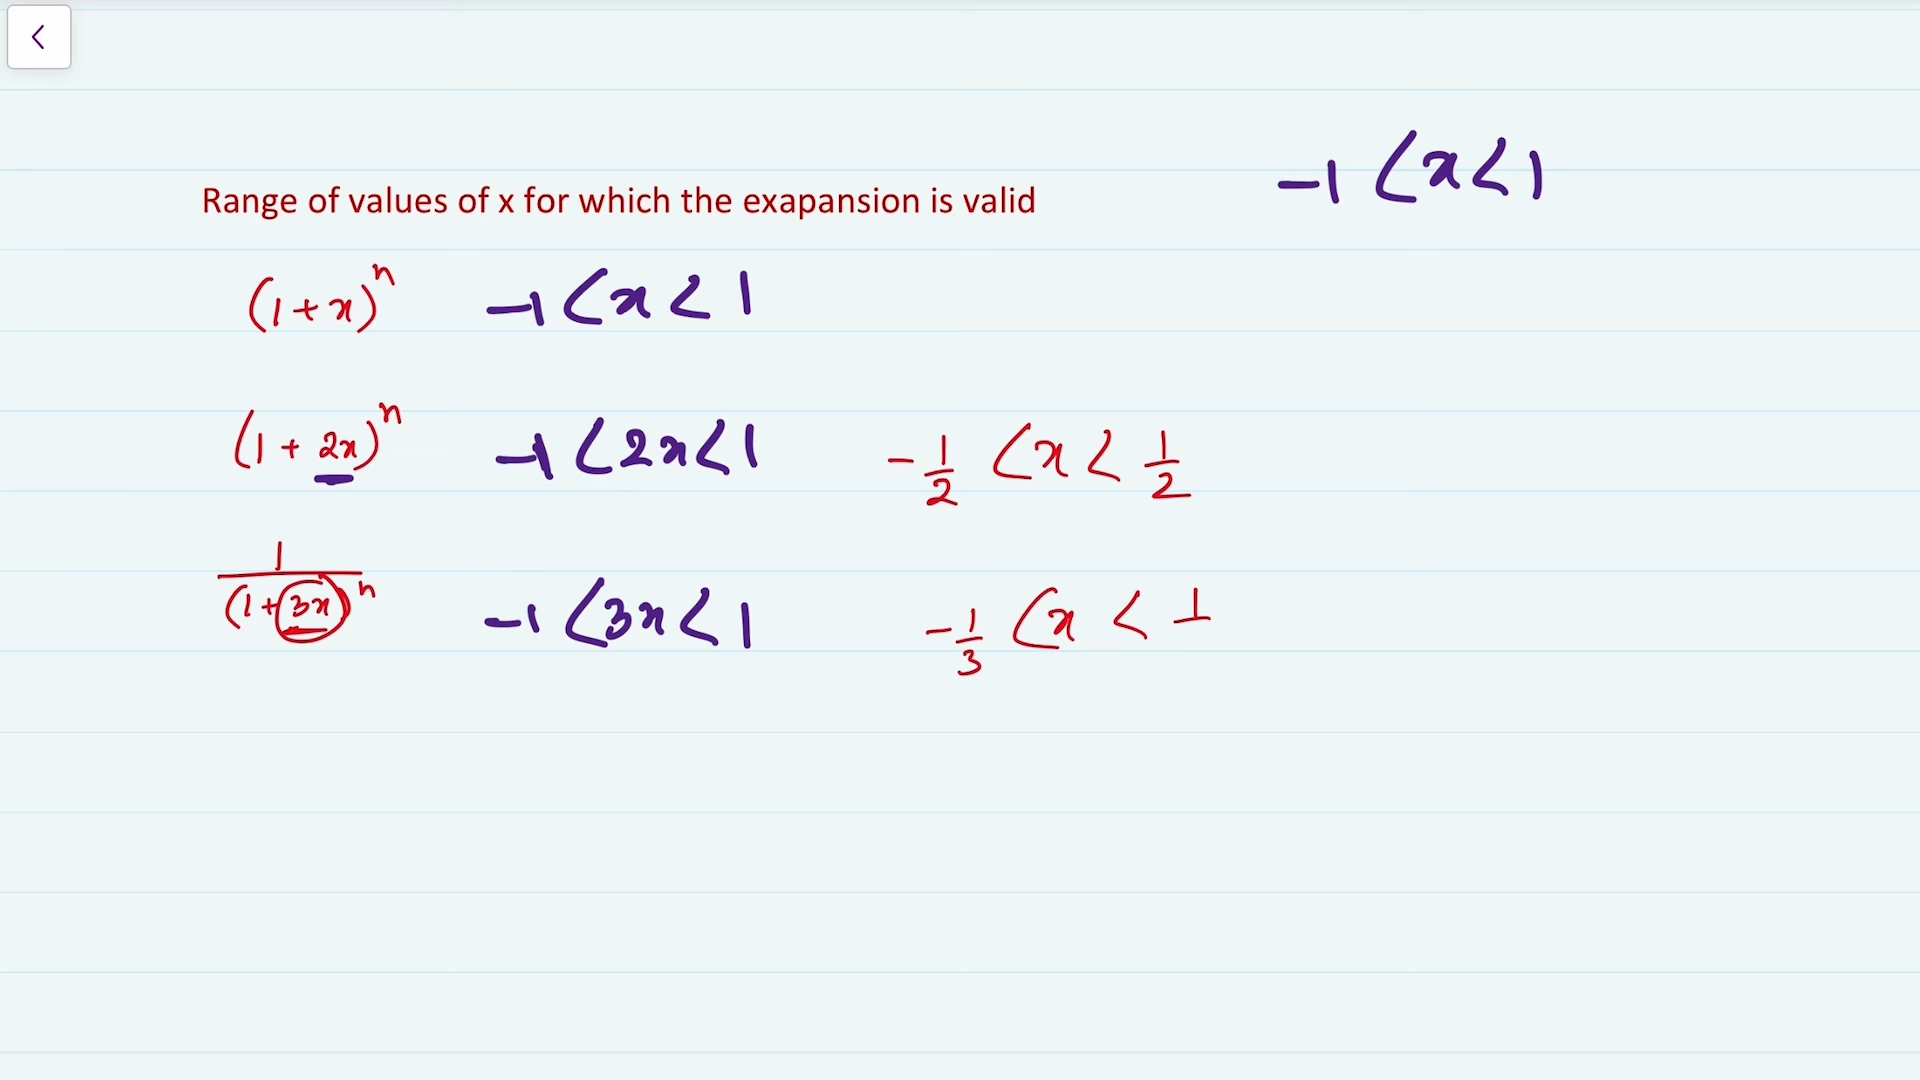 -1 < x < 1
Range of values of x for which the exapansion is valid
(1 + x)^n -1 < x < 1
(1 + 2x)^n -1 < 2x < 1 -1/2 < x < 1/2
1/(1 + 3x)^n -1 < 3x < 1 -1/3 < x < 1